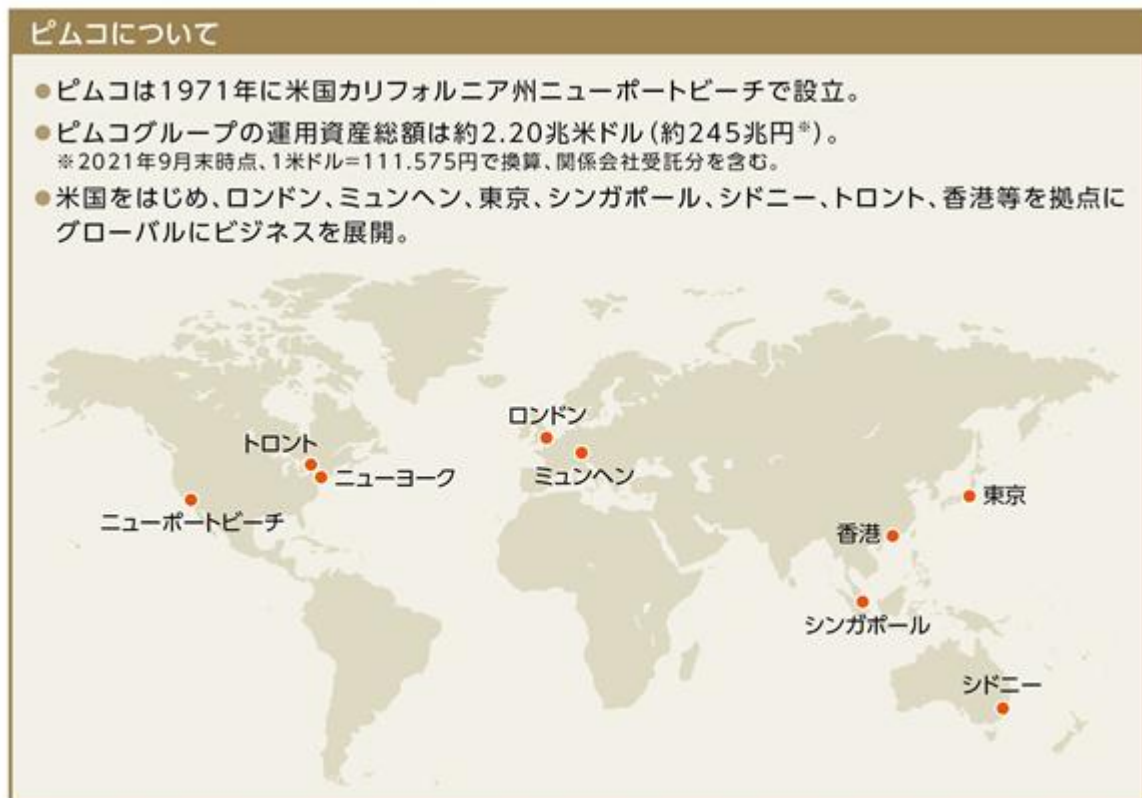 ピムコについて
●ピムコは1971年に米国カリフォルニア州ニューポートビーチで設立。
●ピムコグループの運用資産総額は約2.20兆米ドル(約245兆円※)。
※2021年9月末時点、1米ドル=111.575円で換算、関係会社受託分を含む。
●米国をはじめ、ロンドン、ミュンヘン、東京、シンガポール、シドニー、トロント、香港等を拠点に
グローバルにビジネスを展開。
ロンドン
トロント
ニューヨーク
ミュンヘン
ニューポートビーチ
東京
香港
シンガポール
シドニー